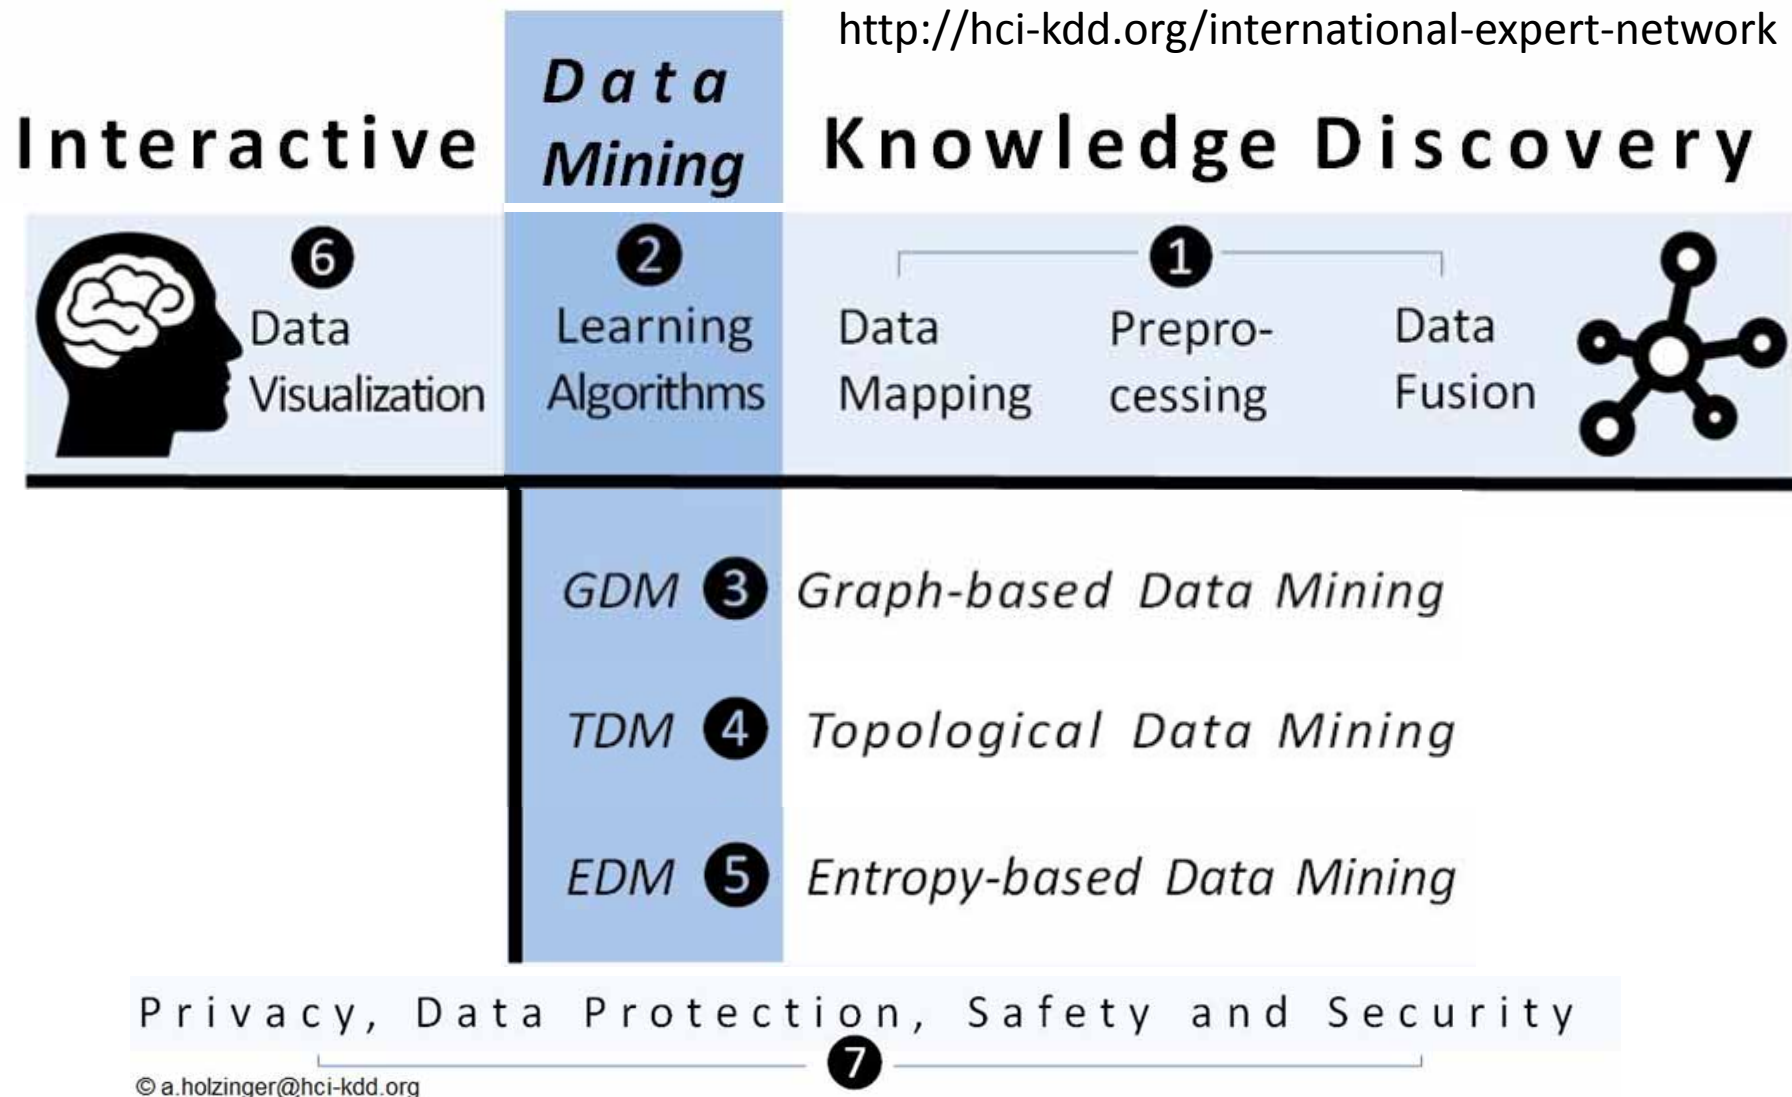 http://hci-kdd.org/international-expert-network
Data
Mining
Interactive
Knowledge Discovery
6
2
1
Data
Visualization
Learning
Algorithms
Data
Mapping
Prepro-
cessing
Data
Fusion
GDM 3 Graph-based Data Mining
TDM 4 Topological Data Mining
EDM 5 Entropy-based Data Mining
Privacy, Data Protection, Safety and Security
7
© a.holzinger@hci-kdd.org